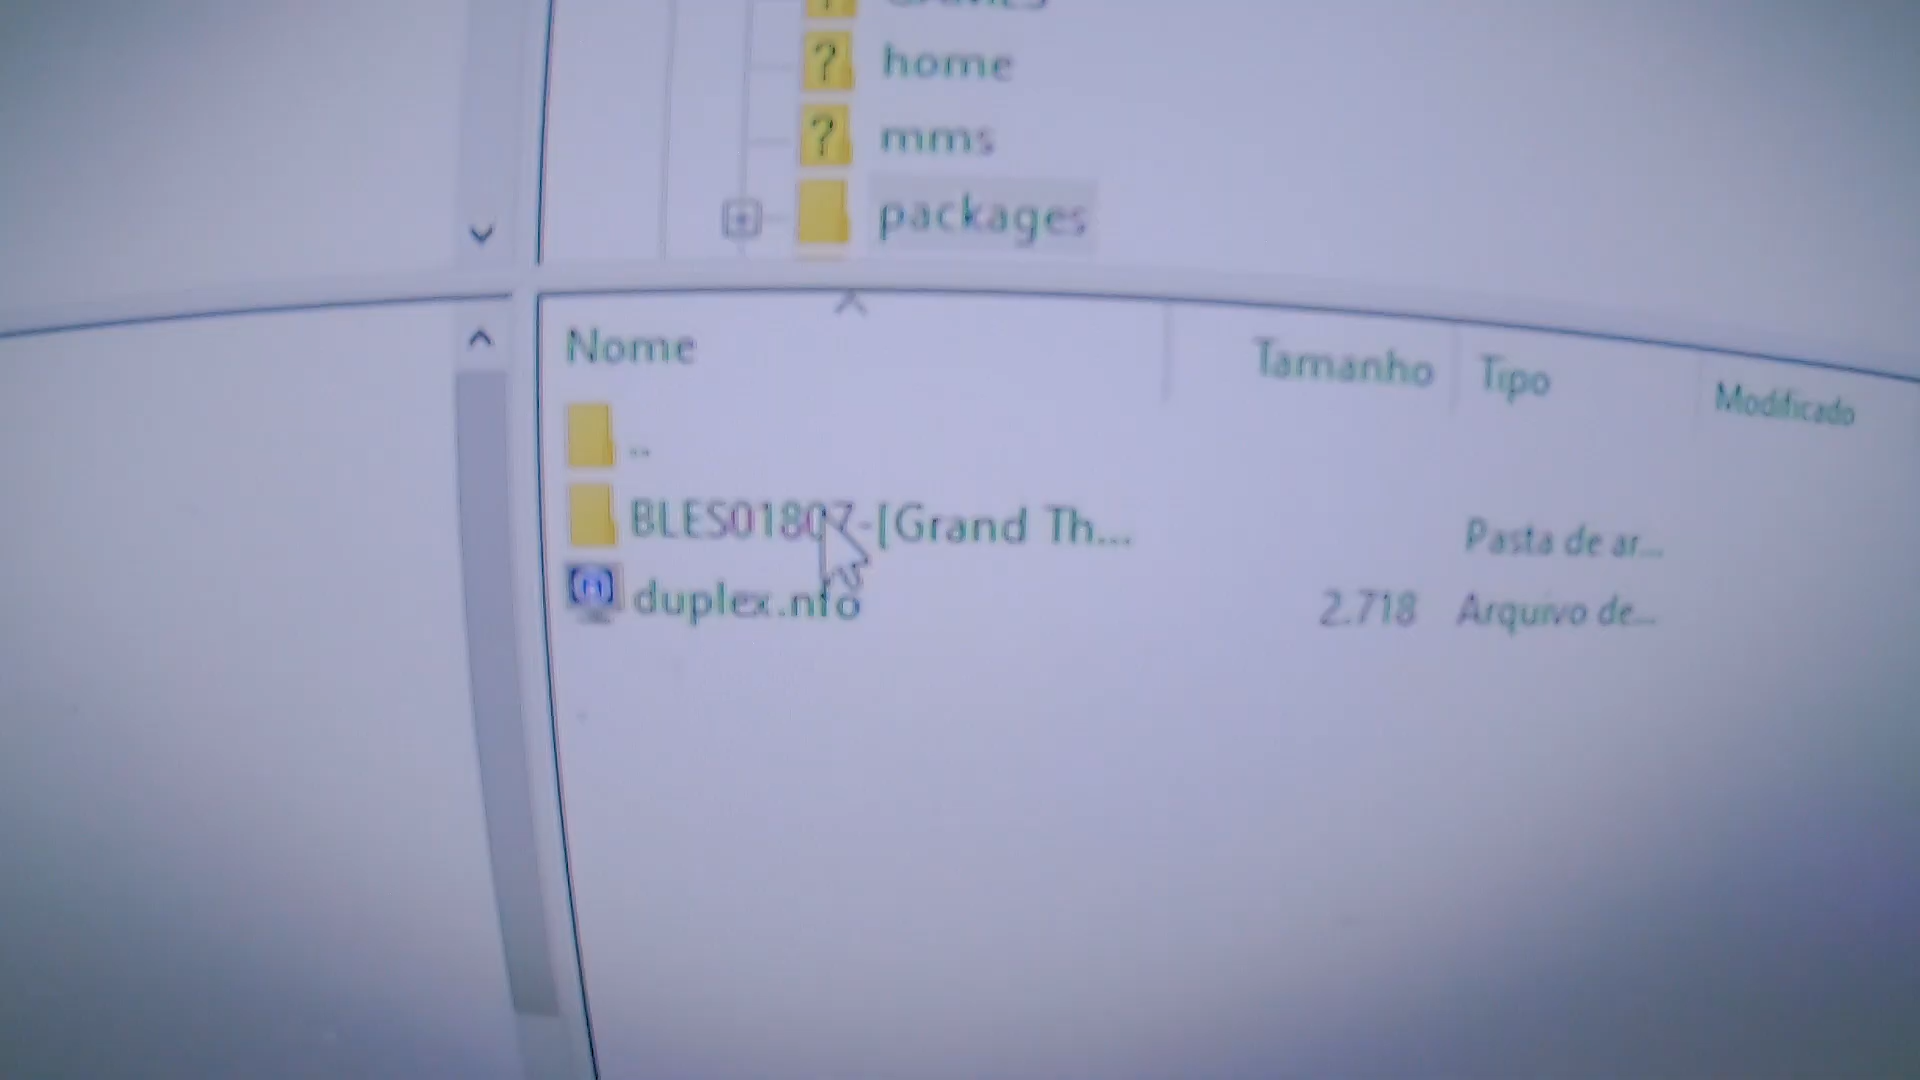 GAMES
home
mms
packages
Nome Tamanho Tipo Modificado
..
BLES01807-[Grand Th... Pasta de ar...
duplex.nfo 2.718 Arquivo de...